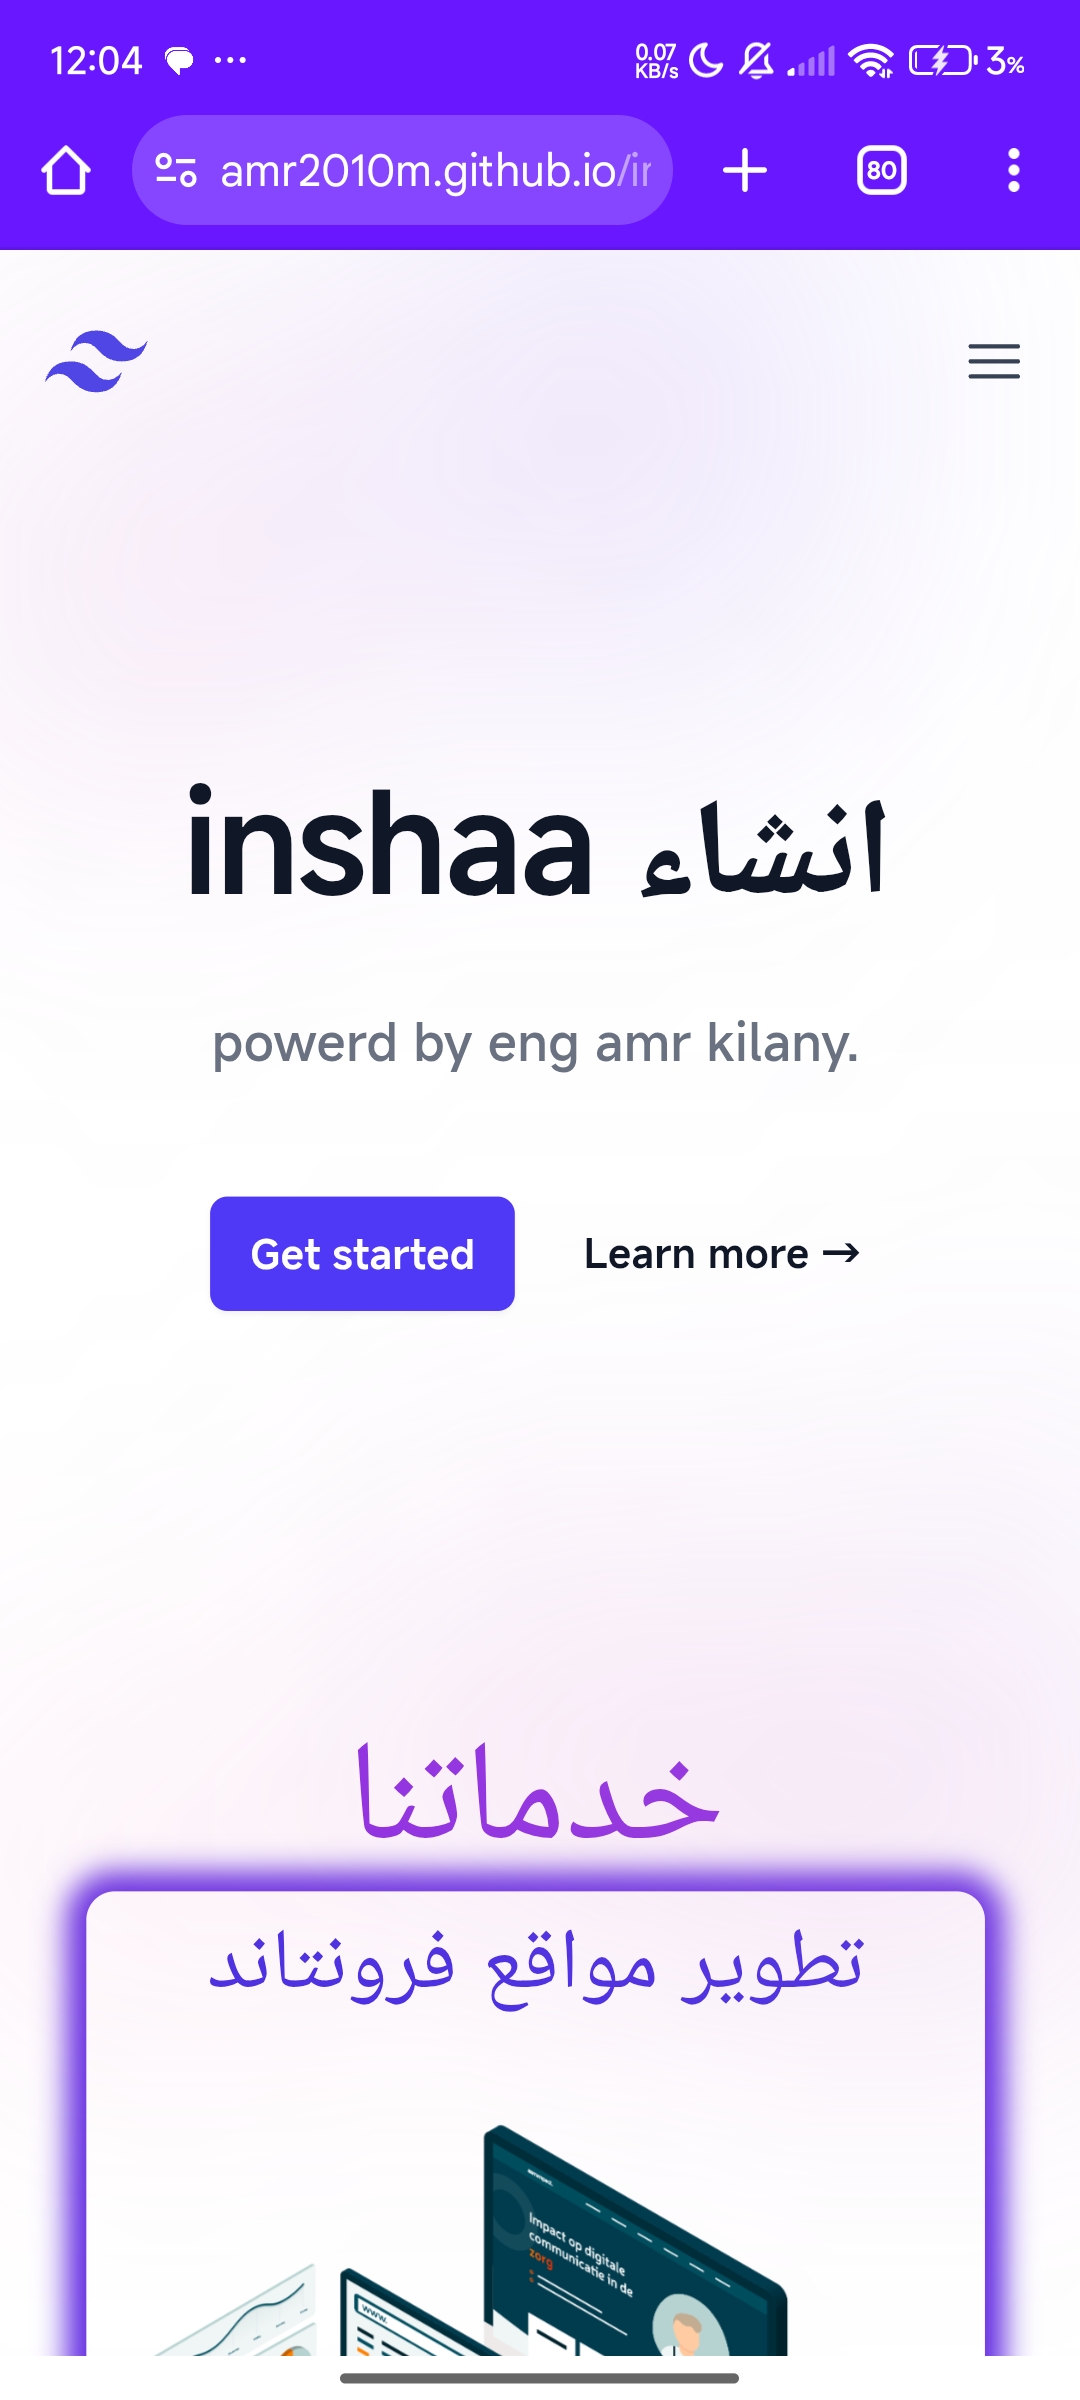 12:04
0.07
KB/s
3%
amr2010m.github.io/
80
inshaa انشاء
powerd by eng amr kilany.
Get started
Learn more →
خدماتنا
تطوير مواقع فرونتاند
Impact op digitale
communicatie in de
zorg
www.